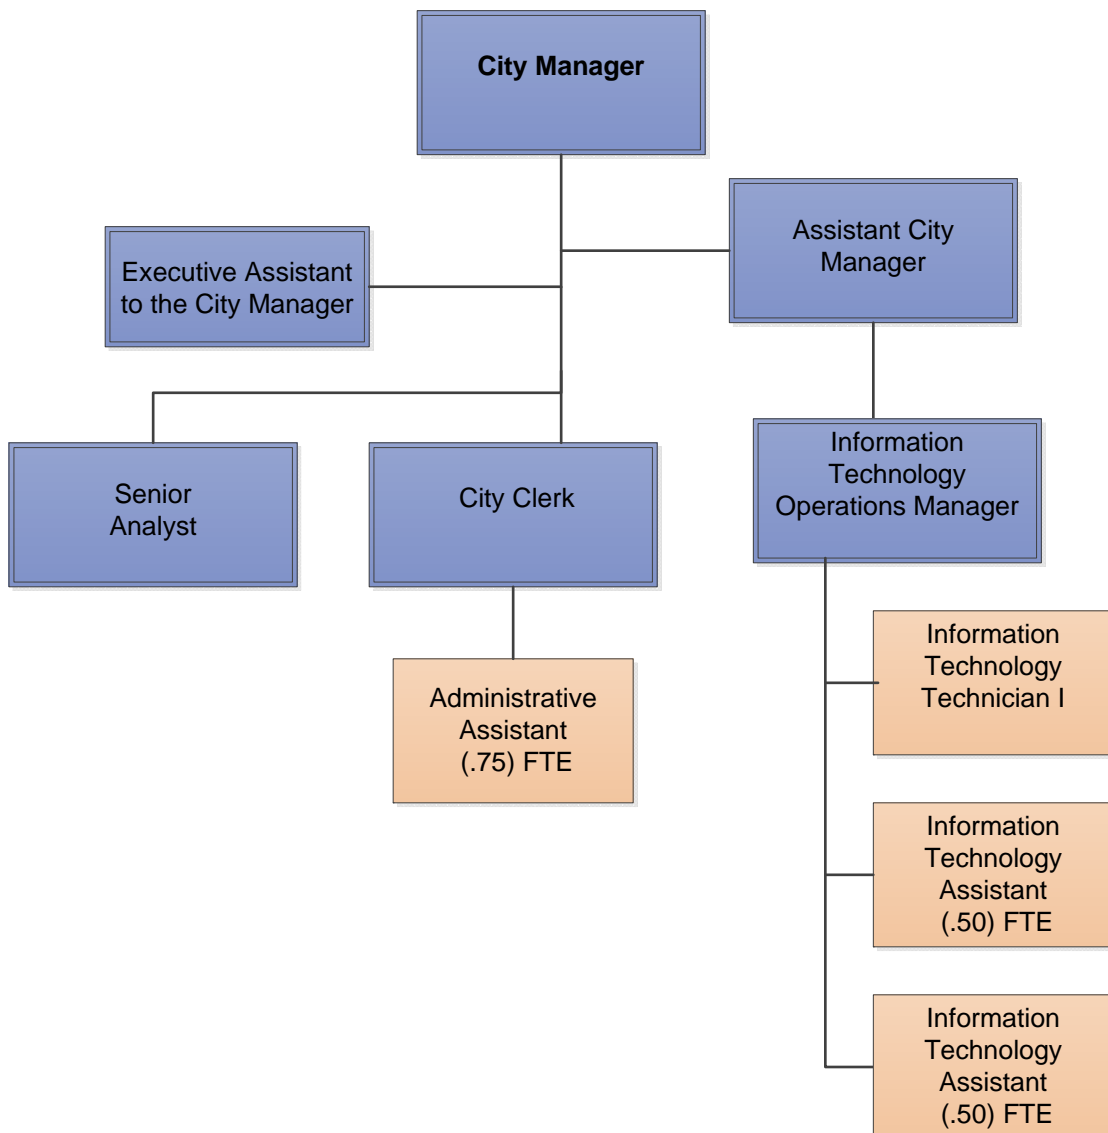 City Manager
Assistant City
Manager
Executive Assistant
to the City Manager
Senior
Analyst
City Clerk
Information
Technology
Operations Manager
Administrative
Assistant
(.75) FTE
Information
Technology
Technician I
Information
Technology
Assistant
(.50) FTE
Information
Technology
Assistant
(.50) FTE